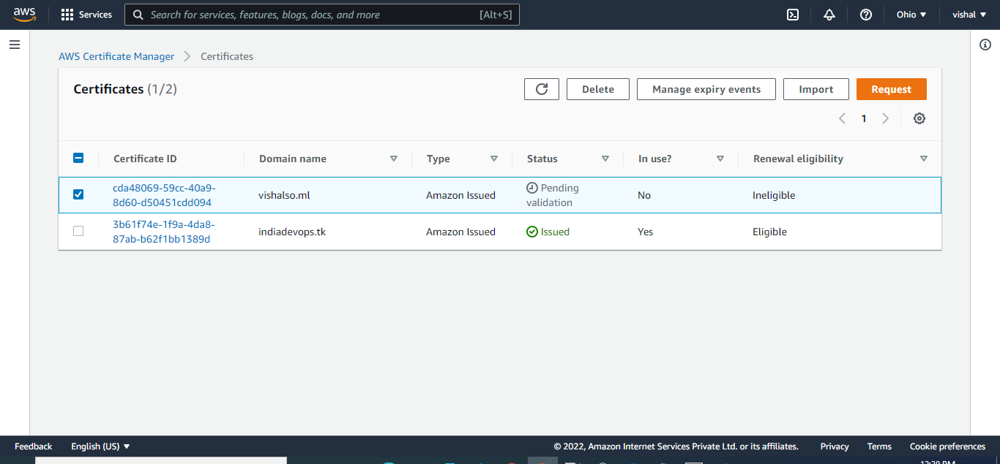 aws Services Search for services, features, blogs, docs, and more [Alt+S] Ohio vishal
AWS Certificate Manager Certificates
Certificates (1/2) Delete Manage expiry events Import Request
1
Certificate ID Domain name Type Status In use? Renewal eligibility
cda48069-59cc-40a9-
8d60-d50451cdd094
vishalso.ml Amazon Issued
Pending
validation
No Ineligible
3b61f74e-1f9a-4da8-
87ab-b62f1bb1389d
indiadevops.tk Amazon Issued Issued Yes Eligible
Feedback English (US) © 2022, Amazon Internet Services Private Ltd. or its affiliates. Privacy Terms Cookie preferences